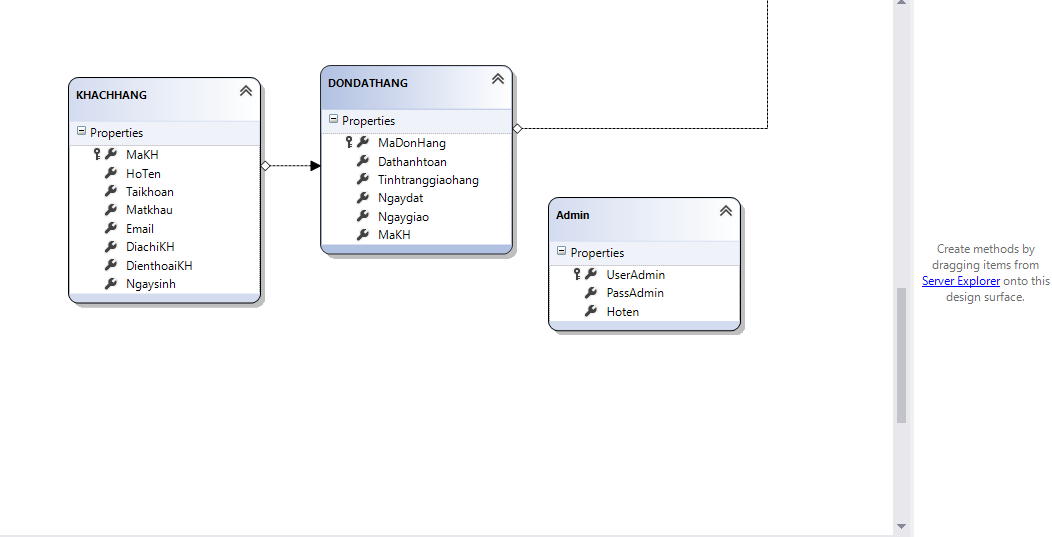 KHACHHANG
Properties
MaKH
HoTen
Taikhoan
Matkhau
Email
DiachiKH
DienthoaiKH
Ngaysinh
DONDATHANG
Properties
MaDonHang
Dathanhtoan
Tinhtranggiaohang
Ngaydat
Ngaygiao
MaKH
Admin
Properties
UserAdmin
PassAdmin
Hoten
Create methods by
dragging items from
Server Explorer onto this
design surface.